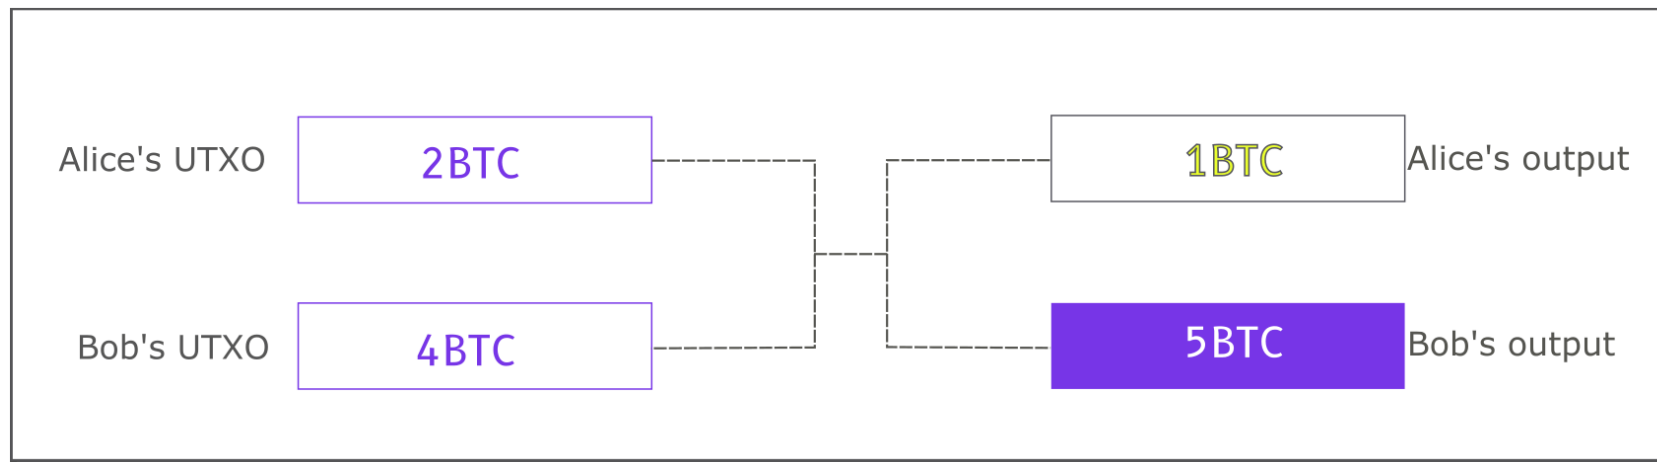 Alice's UTXO
2BTC
1BTC
Alice's output
Bob's UTXO
4BTC
5BTC
Bob's output